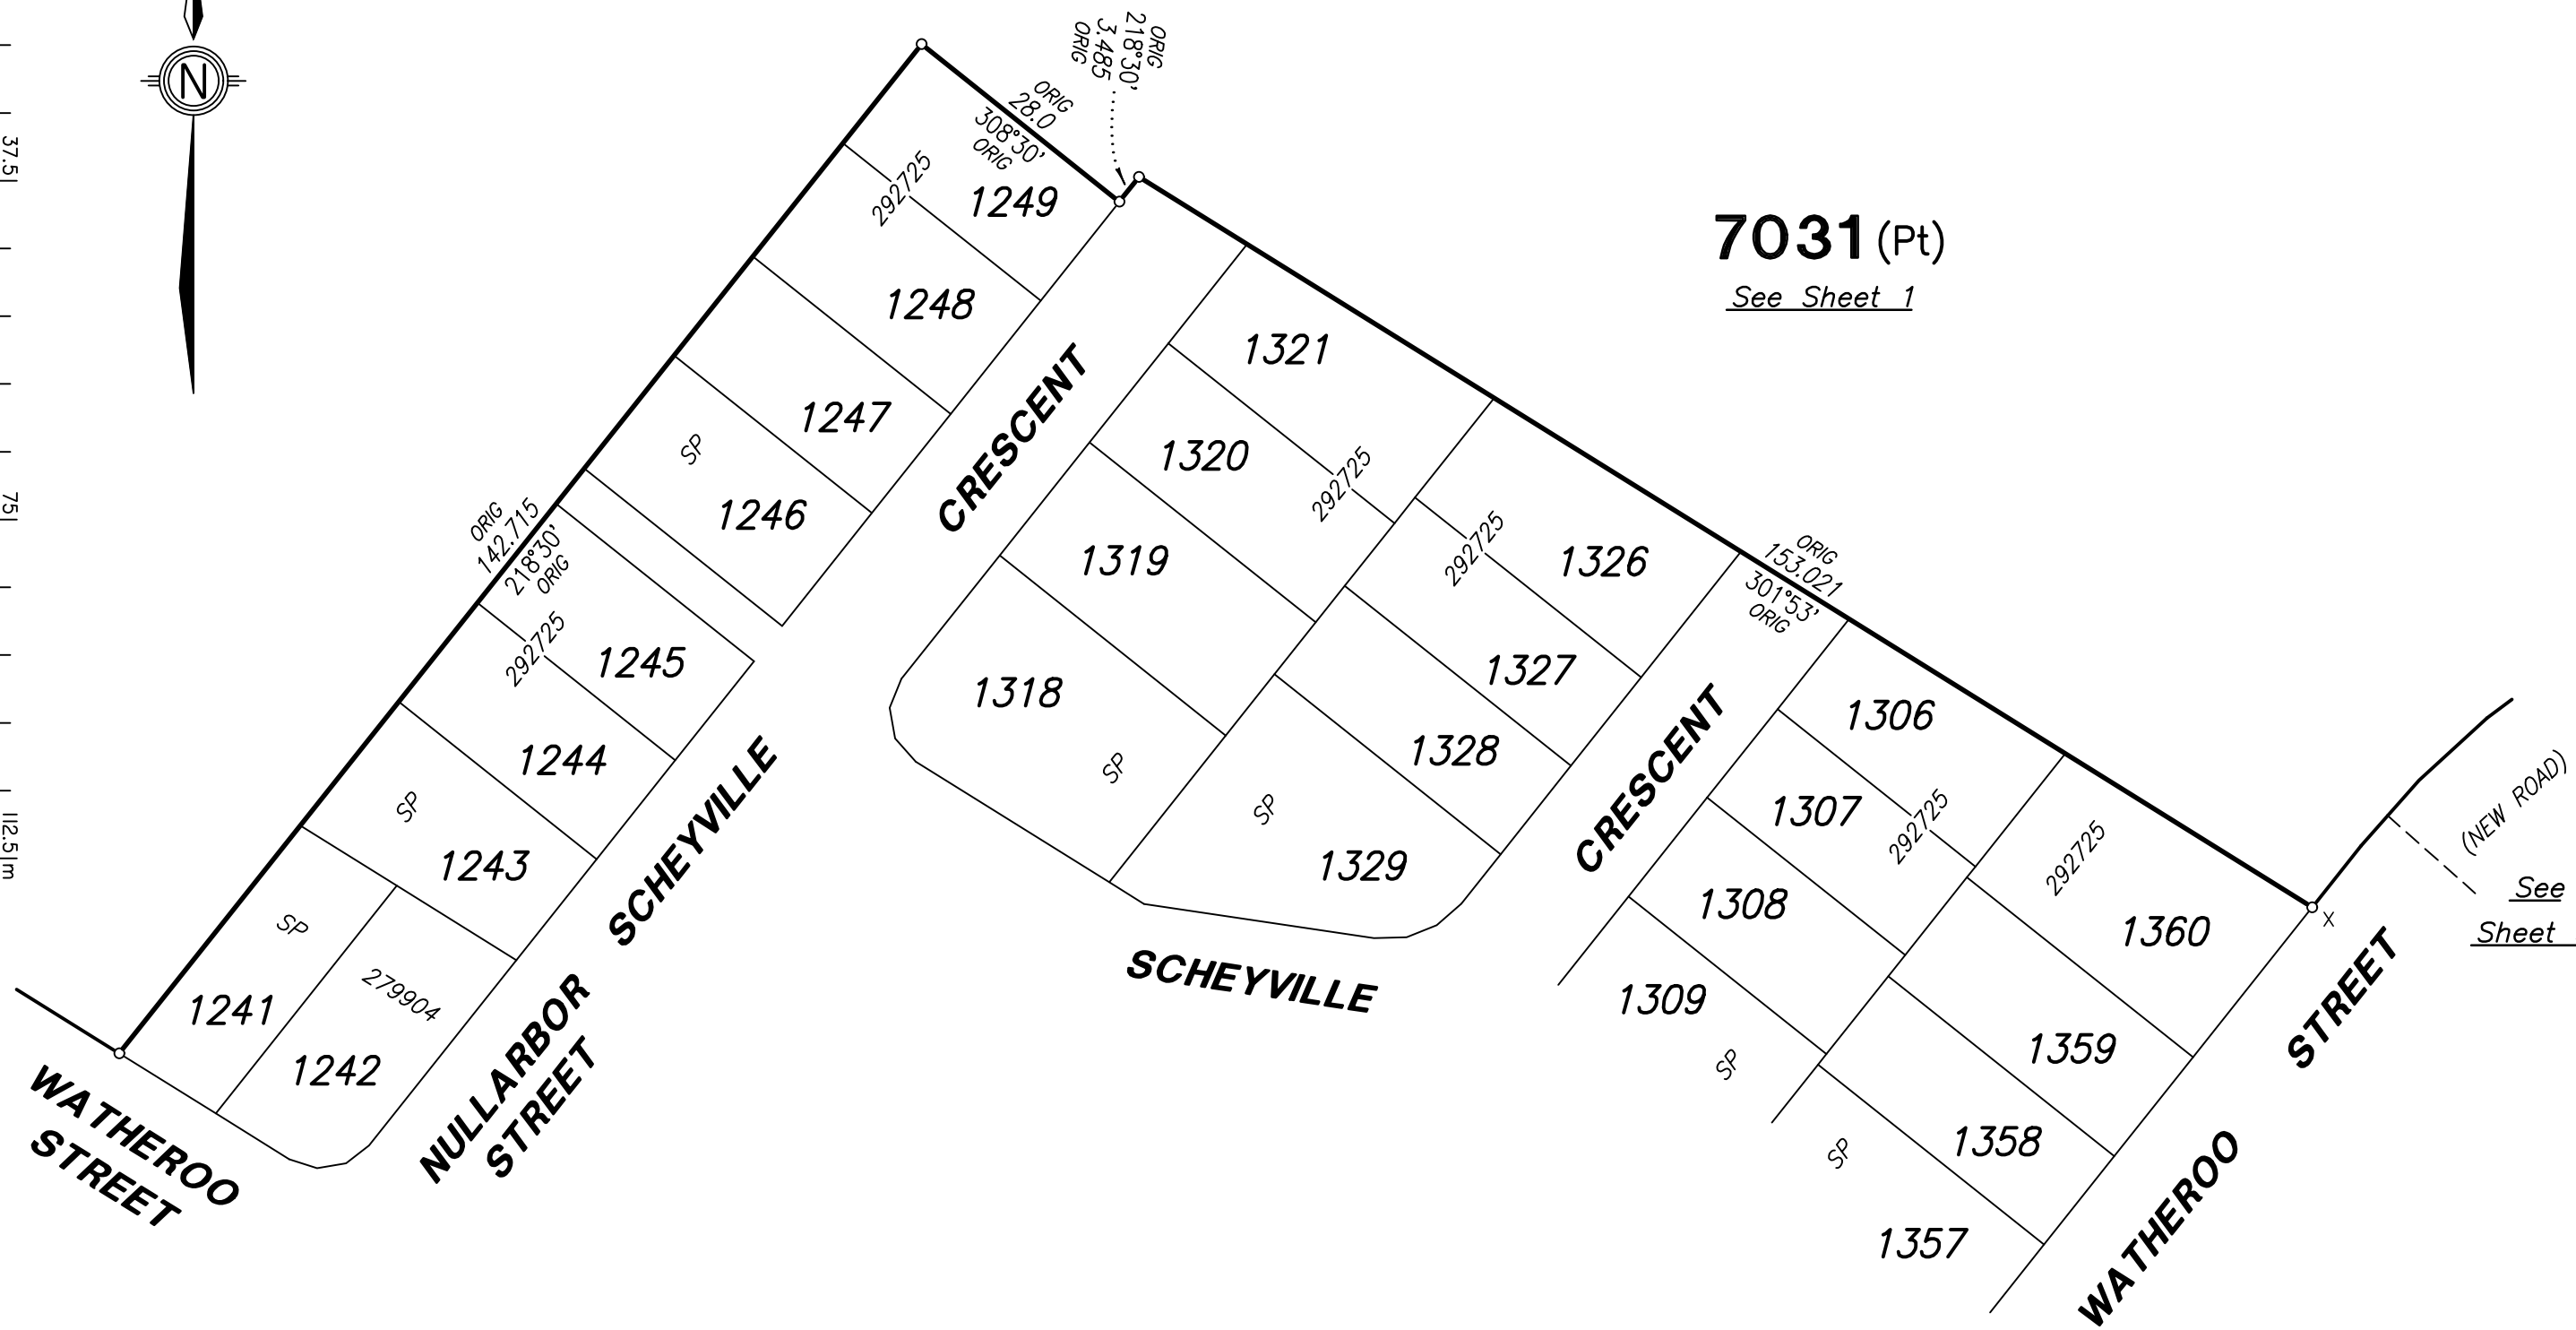 N
37.5
75
112.5 m
ORIG
218°30'
3.485
ORIG
ORIG
28.0
308°30'
ORIG
7031 (Pt)
See Sheet 1
1249
292725
1248
1247
SP
1246
CRESCENT
ORIG
142.715
218°30'
ORIG
1245
292725
1244
SP
1243
SP
1241
279904
1242
SCHEYVILLE
NULLARBOR
STREET
WATHEROO
STREET
1321
1320
292725
1319
1318
SP
292725
1326
1327
1328
SP
1329
SCHEYVILLE
CRESCENT
ORIG
153.021
301°53'
ORIG
1306
1307
292725
1308
1309
SP
292725
1360
1359
1358
SP
1357
X
(NEW ROAD)
See
Sheet
WATHEROO
STREET